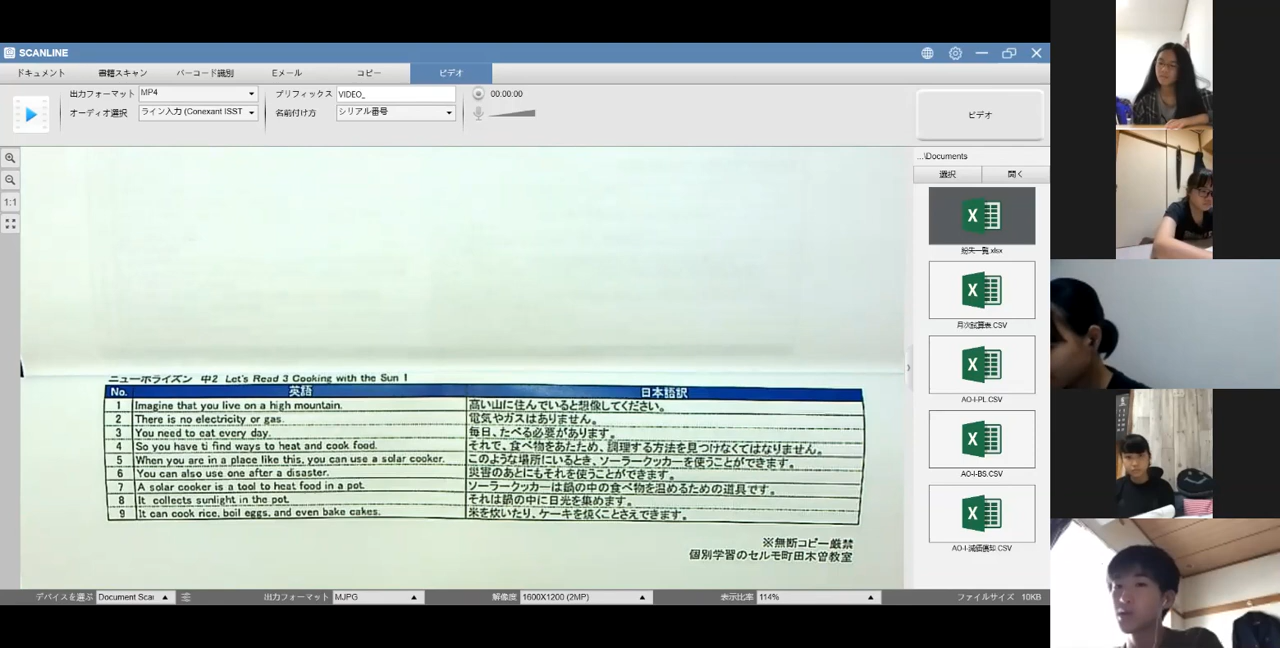 SCANLINE
ドキュメント 書籍スキャン バーコード識別 Eメール コピー ビデオ
出力フォーマット MP4 プリフィックス VIDEO_ 00:00:00
オーディオ選択 ライン入力 (Conexant ISST 名前付け方 シリアル番号
ビデオ
...\Documents
選択 開く
1:1
紛失一覧.xlsx
月次試算表.CSV
AO-I-PL.CSV
AO-I-BS.CSV
ニューホライズン 中2 Let's Read 3 Cooking with the Sun 1
No. 英語 日本語訳
1 Imagine that you live on a high mountain. 高い山に住んでいると想像してください。
2 There is no electricity or gas. 電気やガスはありません。
3 You need to eat every day. 毎日、たべる必要があります。
4 So you have ti find ways to heat and cook food. それで、食べ物をあたため、調理する方法を見つけなくてはなりません。
5 When you are in a place like this, you can use a solar cooker. このような場所にいるとき、ソーラークッカーを使うことができます。
6 You can also use one after a disaster. 災害のあとにもそれを使うことができます。
7 A solar cooker is a tool to heat food in a pot. ソーラークッカーは鍋の中の食べ物を温めるための道具です。
8 It collects sunlight in the pot. それは鍋の中に日光を集めます。
9 It can cook rice, boil eggs, and even bake cakes. 米を炊いたり、ケーキを焼くことさえできます。
※無断コピー厳禁
個別学習のセルモ町田木曽教室
デバイスを選ぶ Document Scar 出力フォーマット MJPG 解像度 1600X1200 (2MP) 表示比率 114% ファイルサイズ 10KB